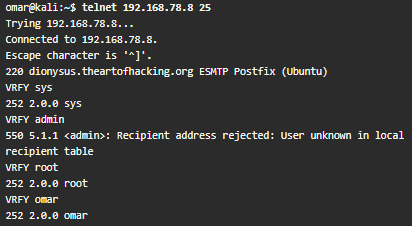 omar@kali:~$ telnet 192.168.78.8 25
Trying 192.168.78.8...
Connected to 192.168.78.8.
Escape character is '^]'.
220 dionysus.theartofhacking.org ESMTP Postfix (Ubuntu)
VRFY sys
252 2.0.0 sys
VRFY admin
550 5.1.1 <admin>: Recipient address rejected: User unknown in local
recipient table
VRFY root
252 2.0.0 root
VRFY omar
252 2.0.0 omar